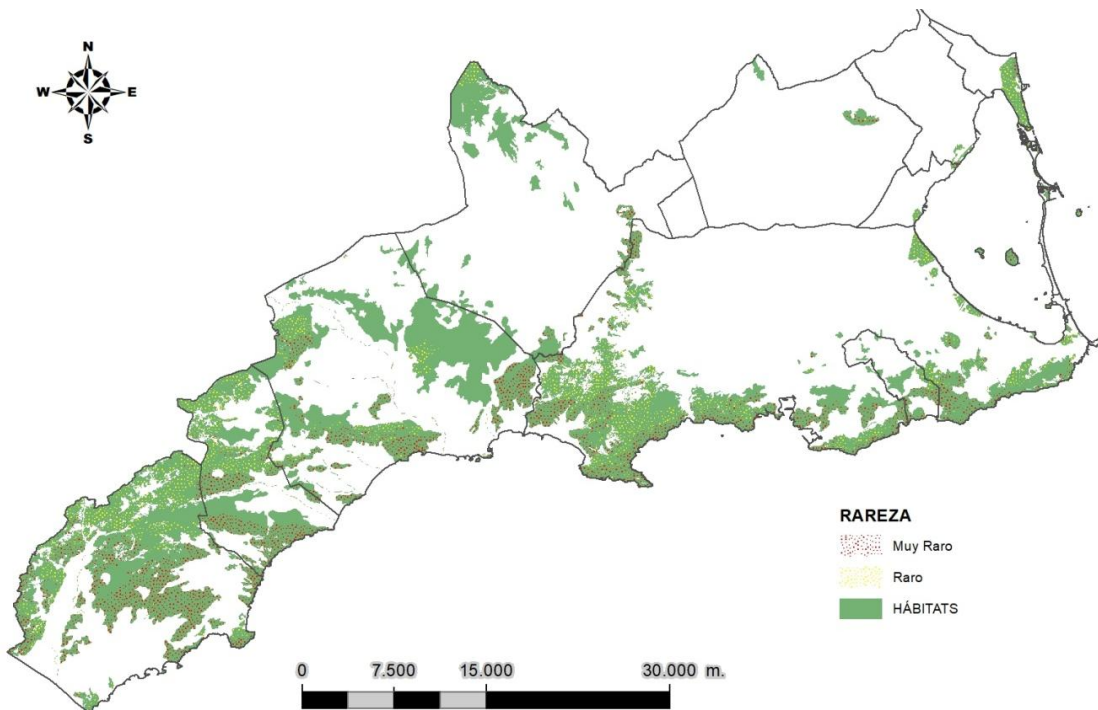 N
W E
S
RAREZA
Muy Raro
Raro
HÁBITATS
0 7.500 15.000 30.000 m.